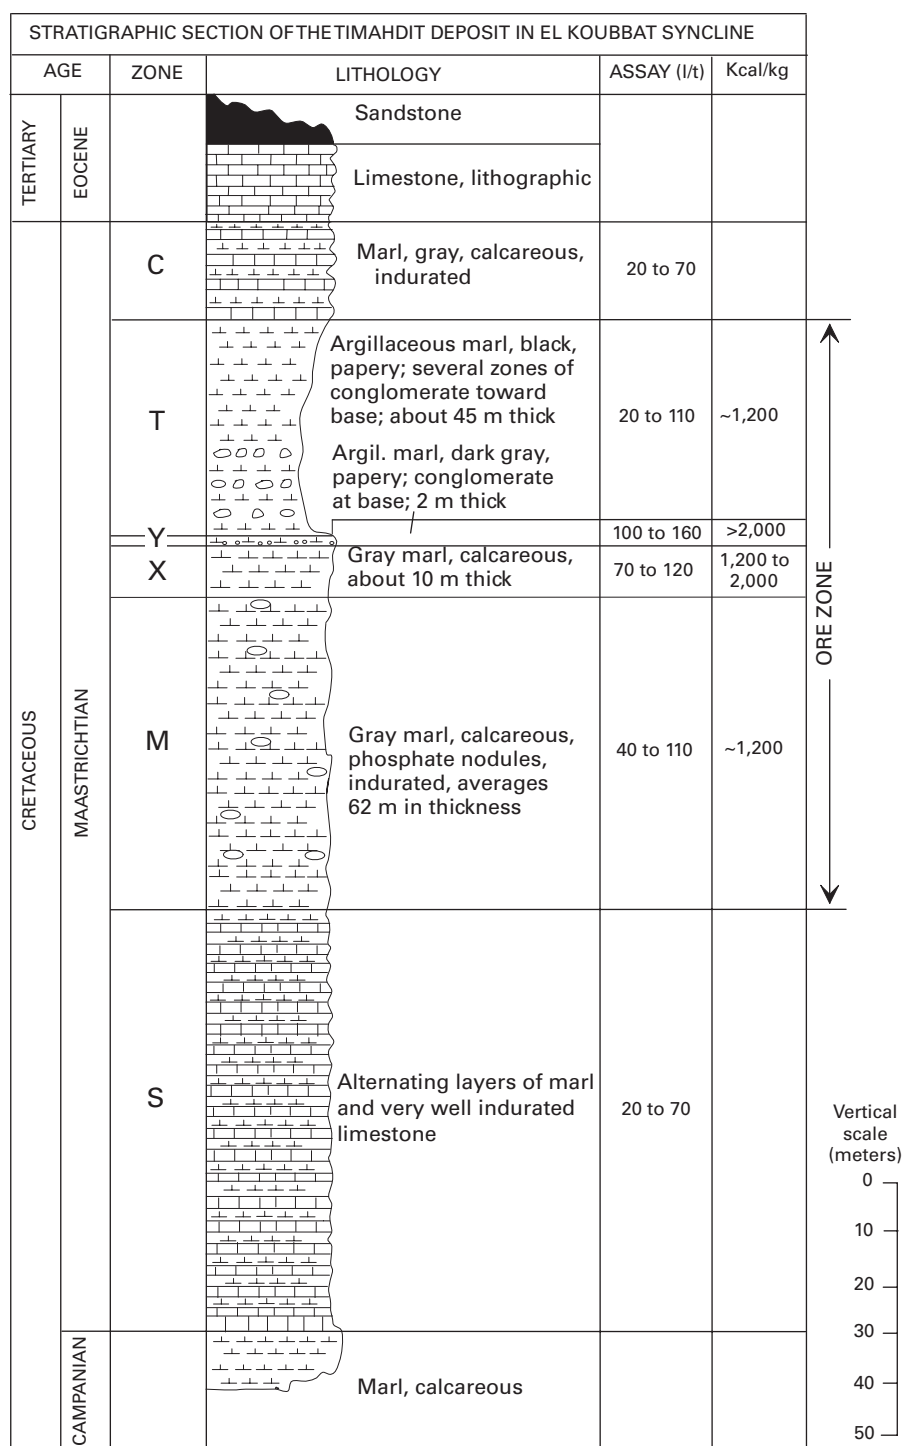 STRATIGRAPHIC SECTION OF THE TIMAHDIT DEPOSIT IN EL KOUBBAT SYNCLINE
AGE
ZONE
LITHOLOGY
ASSAY (l/t)
Kcal/kg
TERTIARY
EOCENE
Sandstone
Limestone, lithographic
CRETACEOUS
MAASTRICHTIAN
C
Marl, gray, calcareous,
indurated
20 to 70
T
Argillaceous marl, black,
papery; several zones of
conglomerate toward
base; about 45 m thick
20 to 110
~1,200
Argil. marl, dark gray,
papery; conglomerate
at base; 2 m thick
Y
100 to 160
>2,000
X
Gray marl, calcareous,
about 10 m thick
70 to 120
1,200 to
2,000
ORE ZONE
M
Gray marl, calcareous,
phosphate nodules,
indurated, averages
62 m in thickness
40 to 110
~1,200
S
Alternating layers of marl
and very well indurated
limestone
20 to 70
CAMPANIAN
Marl, calcareous
Vertical
scale
(meters)
0
10
20
30
40
50